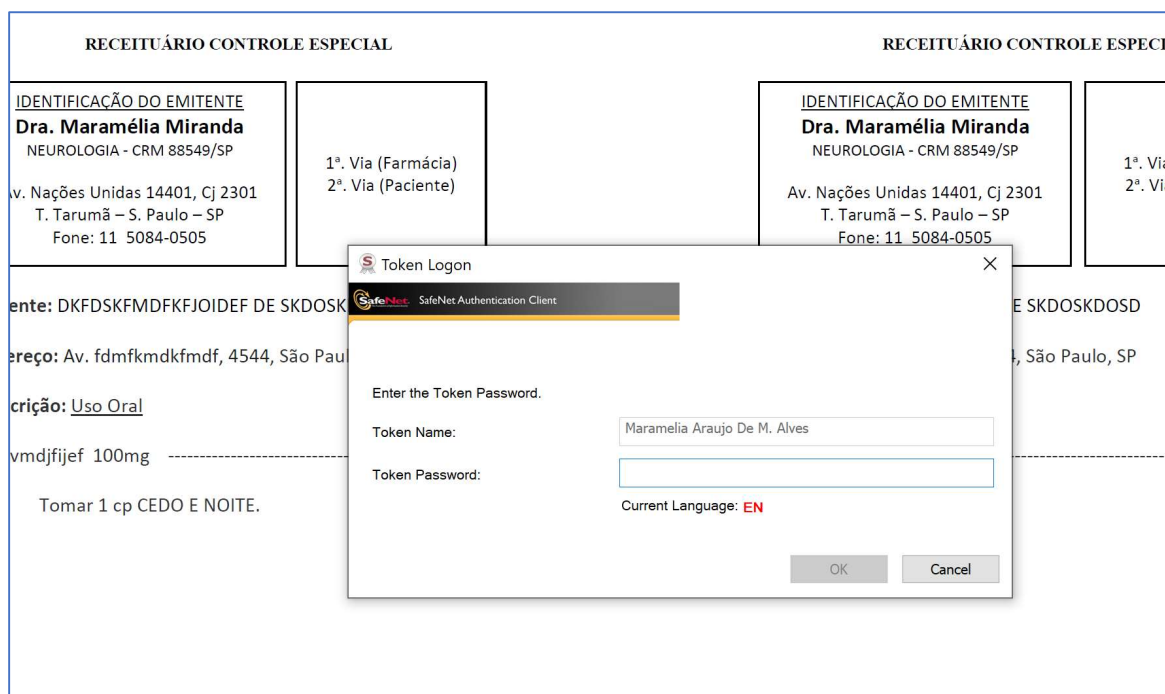 RECEITUÁRIO CONTROLE ESPECIAL
IDENTIFICAÇÃO DO EMITENTE
Dra. Maramélia Miranda
NEUROLOGIA - CRM 88549/SP
Av. Nações Unidas 14401, Cj 2301
T. Tarumã – S. Paulo – SP
Fone: 11 5084-0505
1ª. Via (Farmácia)
2ª. Via (Paciente)
ente: DKFDSKFMDFKFJOIDEF DE SKDOSK
ereço: Av. fdmfkmdkfmdf, 4544, São Paul
crição: Uso Oral
vmdjfijef 100mg
Tomar 1 cp CEDO E NOITE.
RECEITUÁRIO CONTROLE ESPECI
IDENTIFICAÇÃO DO EMITENTE
Dra. Maramélia Miranda
NEUROLOGIA - CRM 88549/SP
Av. Nações Unidas 14401, Cj 2301
T. Tarumã – S. Paulo – SP
Fone: 11 5084-0505
1ª. Via
2ª. Via
E SKDOSKDOSD
4, São Paulo, SP
Token Logon
SafeNet. SafeNet Authentication Client
Enter the Token Password.
Token Name:
Maramelia Araujo De M. Alves
Token Password:
Current Language: EN
OK
Cancel